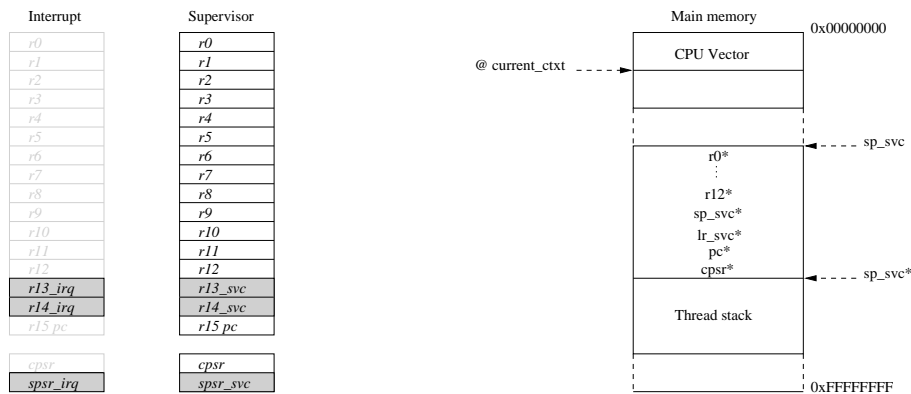 Interrupt
r0
r1
r2
r3
r4
r5
r6
r7
r8
r9
r10
r11
r12
r13_irq
r14_irq
r15 pc
cpsr
spsr_irq
Supervisor
r0
r1
r2
r3
r4
r5
r6
r7
r8
r9
r10
r11
r12
r13_svc
r14_svc
r15 pc
cpsr
spsr_svc
Main memory
0x00000000
CPU Vector
@ current_ctxt
sp_svc
r0*
⋮
r12*
sp_svc*
lr_svc*
pc*
cpsr*
sp_svc*
Thread stack
0xFFFFFFFF